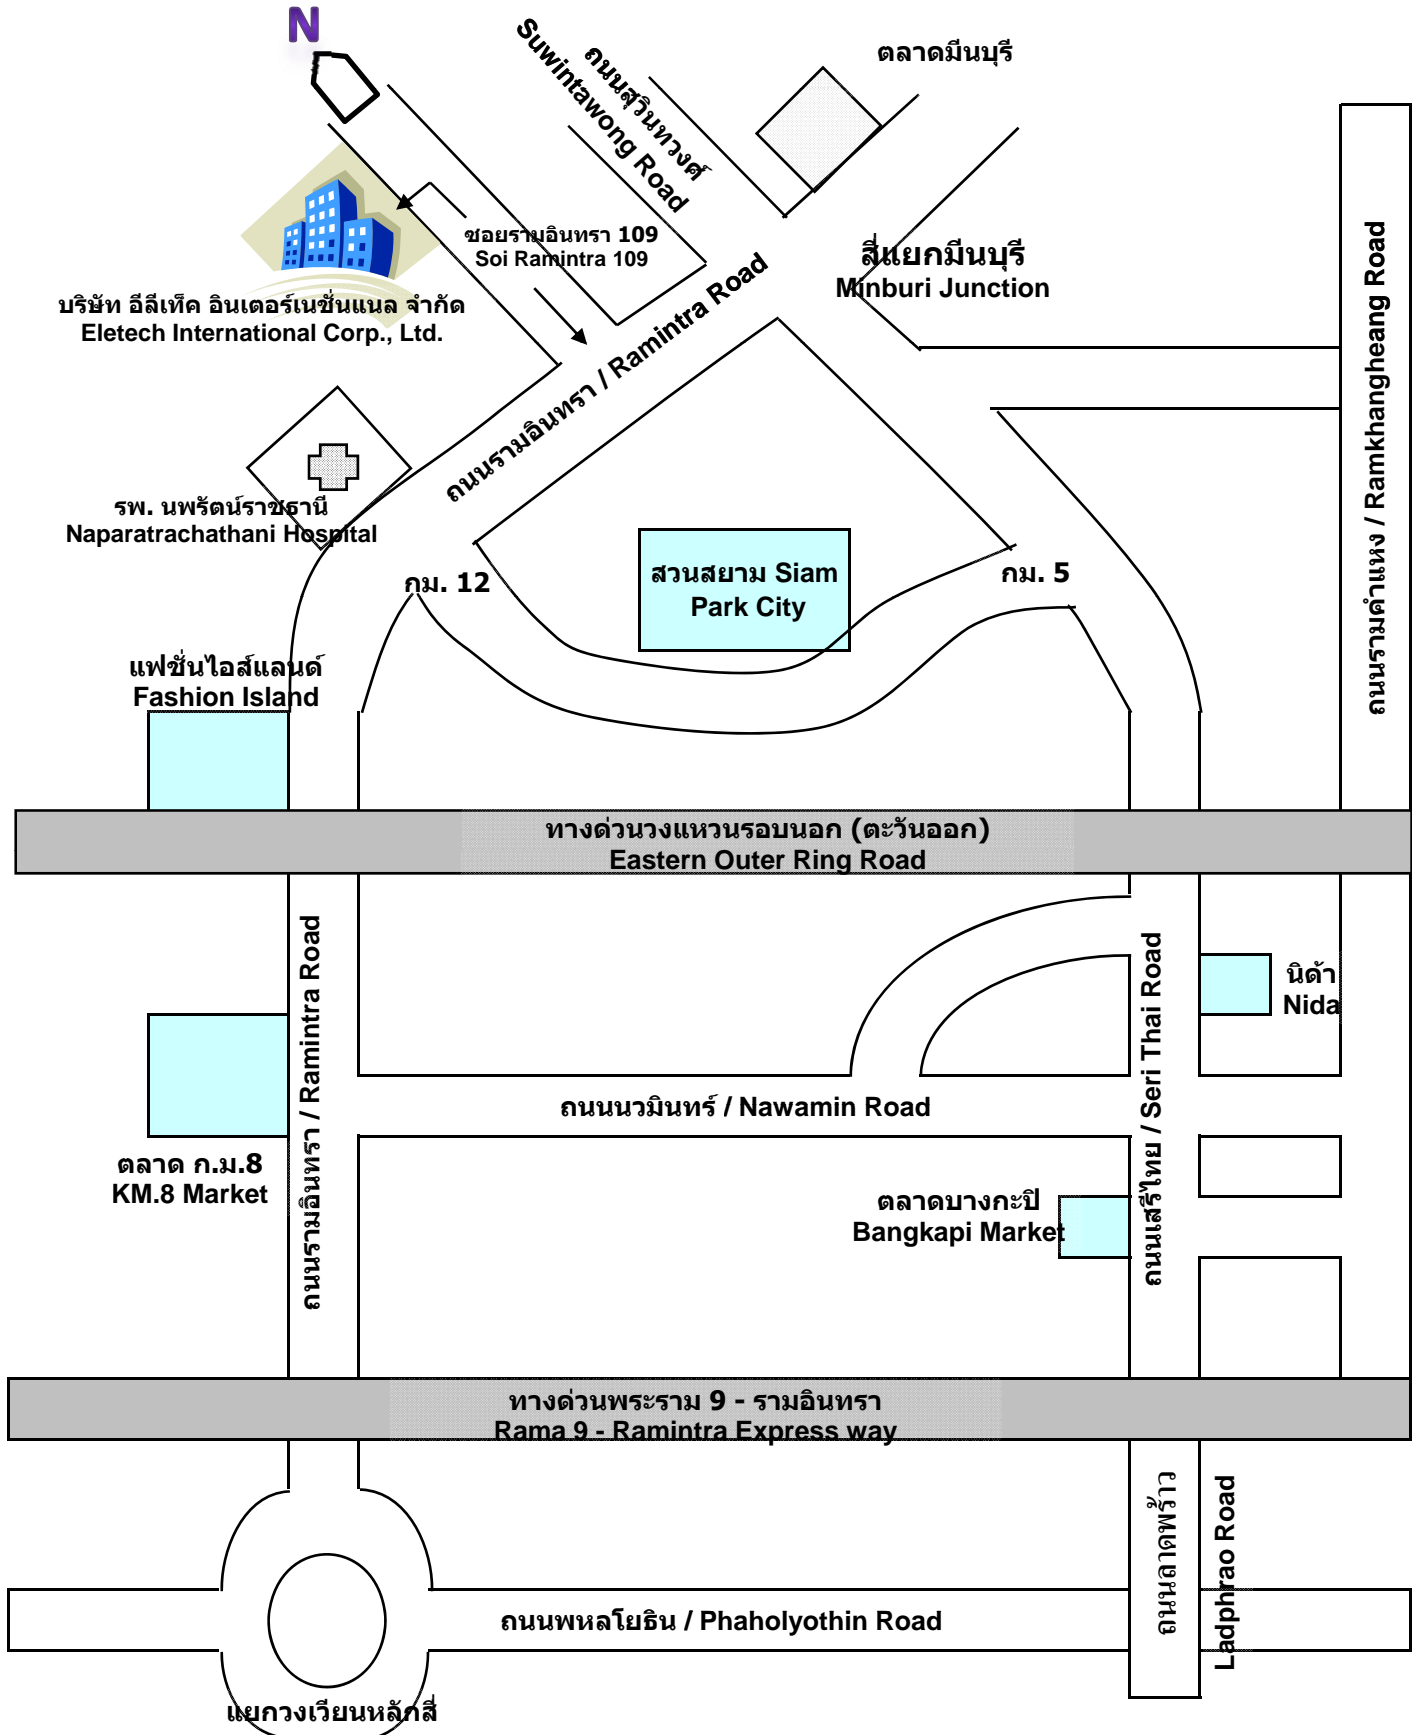 N
ถนนสุวินทวงศ์
Suwintawong Road
ตลาดมีนบุรี
ซอยรามอินทรา 109
Soi Ramintra 109
สี่แยกมีนบุรี
Minburi Junction
บริษัท อีลีเท็ค อินเตอร์เนชั่นแนล จำกัด
Eletech International Corp., Ltd.
ถนนรามอินทรา / Ramintra Road
ถนนรามคำแหง / Ramkhangheang Road
รพ. นพรัตน์ราชธานี
Naparatrachathani Hospital
กม. 12
สวนสยาม Siam
Park City
กม. 5
แฟชั่นไอส์แลนด์
Fashion Island
ทางด่วนวงแหวนรอบนอก (ตะวันออก)
Eastern Outer Ring Road
ถนนรามอินทรา / Ramintra Road
ถนนเสรีไทย / Seri Thai Road
นิด้า
Nida
ถนนนวมินทร์ / Nawamin Road
ตลาด ก.ม.8
KM.8 Market
ตลาดบางกะปิ
Bangkapi Market
ทางด่วนพระราม 9 - รามอินทรา
Rama 9 - Ramintra Express way
ถนนลาดพร้าว
Ladphrao Road
ถนนพหลโยธิน / Phaholyothin Road
แยกวงเวียนหลักสี่